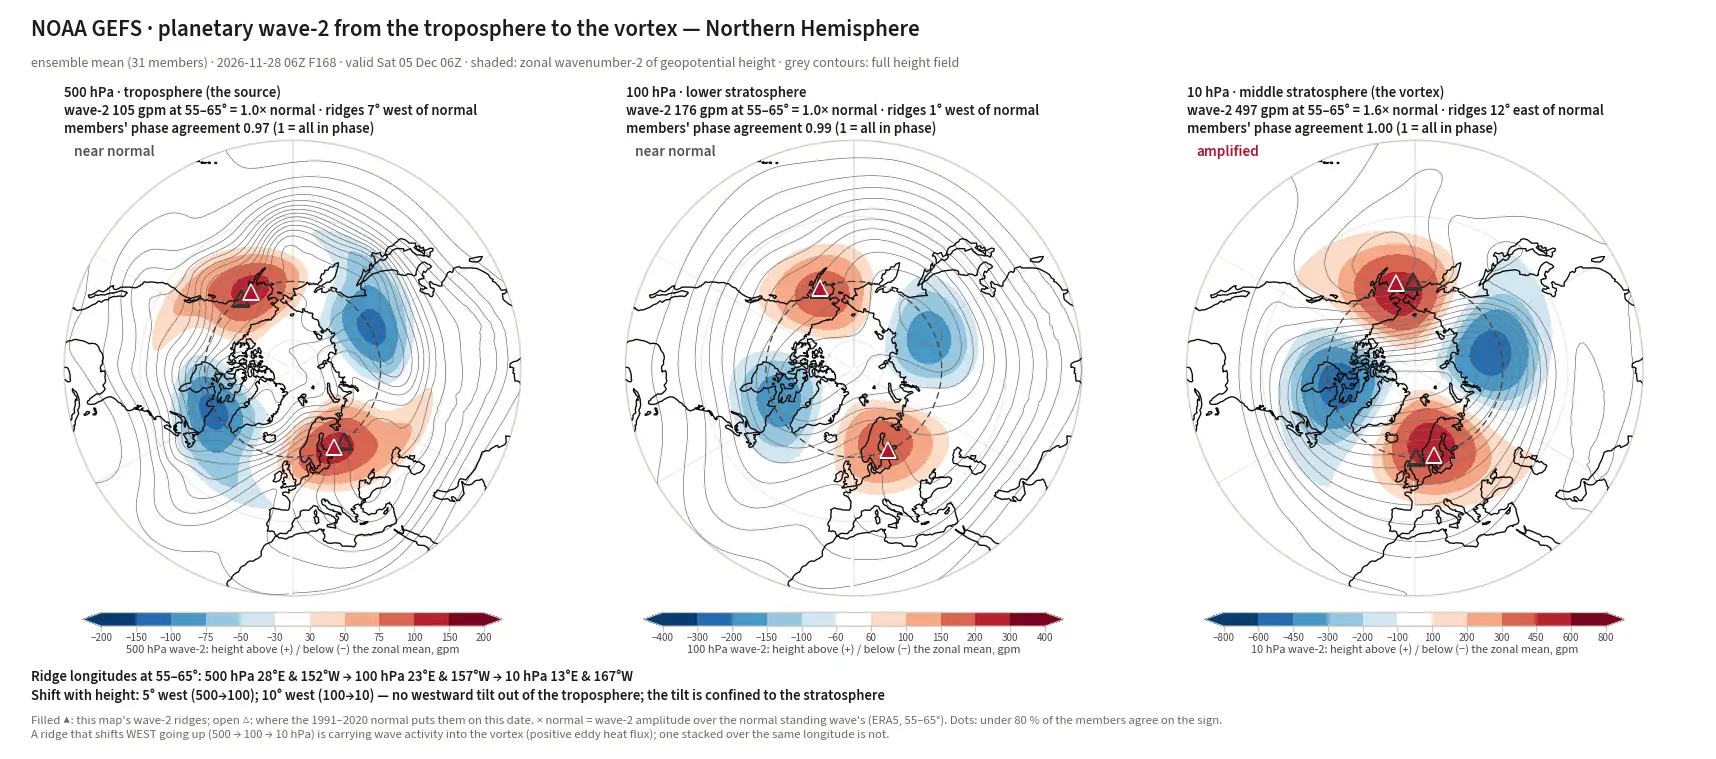 NOAA GEFS · planetary wave-2 from the troposphere to the vortex — Northern Hemisphere
ensemble mean (31 members) · 2026-11-28 06Z F168 · valid Sat 05 Dec 06Z · shaded: zonal wavenumber-2 of geopotential height · grey contours: full height field
500 hPa · troposphere (the source)
wave-2 105 gpm at 55–65° = 1.0× normal · ridges 7° west of normal
members' phase agreement 0.97 (1 = all in phase)
near normal
100 hPa · lower stratosphere
wave-2 176 gpm at 55–65° = 1.0× normal · ridges 1° west of normal
members' phase agreement 0.99 (1 = all in phase)
near normal
10 hPa · middle stratosphere (the vortex)
wave-2 497 gpm at 55–65° = 1.6× normal · ridges 12° east of normal
members' phase agreement 1.00 (1 = all in phase)
amplified
−200 −150 −100 −75 −50 −30 30 50 75 100 150 200
500 hPa wave-2: height above (+) / below (−) the zonal mean, gpm
−400 −300 −200 −150 −100 −60 60 100 150 200 300 400
100 hPa wave-2: height above (+) / below (−) the zonal mean, gpm
−800 −600 −450 −300 −200 −100 100 200 300 450 600 800
10 hPa wave-2: height above (+) / below (−) the zonal mean, gpm
Ridge longitudes at 55–65°: 500 hPa 28°E & 152°W → 100 hPa 23°E & 157°W → 10 hPa 13°E & 167°W
Shift with height: 5° west (500→100); 10° west (100→10) — no westward tilt out of the troposphere; the tilt is confined to the stratosphere
Filled ▲: this map's wave-2 ridges; open △: where the 1991–2020 normal puts them on this date. × normal = wave-2 amplitude over the normal standing wave's (ERA5, 55–65°). Dots: under 80 % of the members agree on the sign.
A ridge that shifts WEST going up (500 → 100 → 10 hPa) is carrying wave activity into the vortex (positive eddy heat flux); one stacked over the same longitude is not.